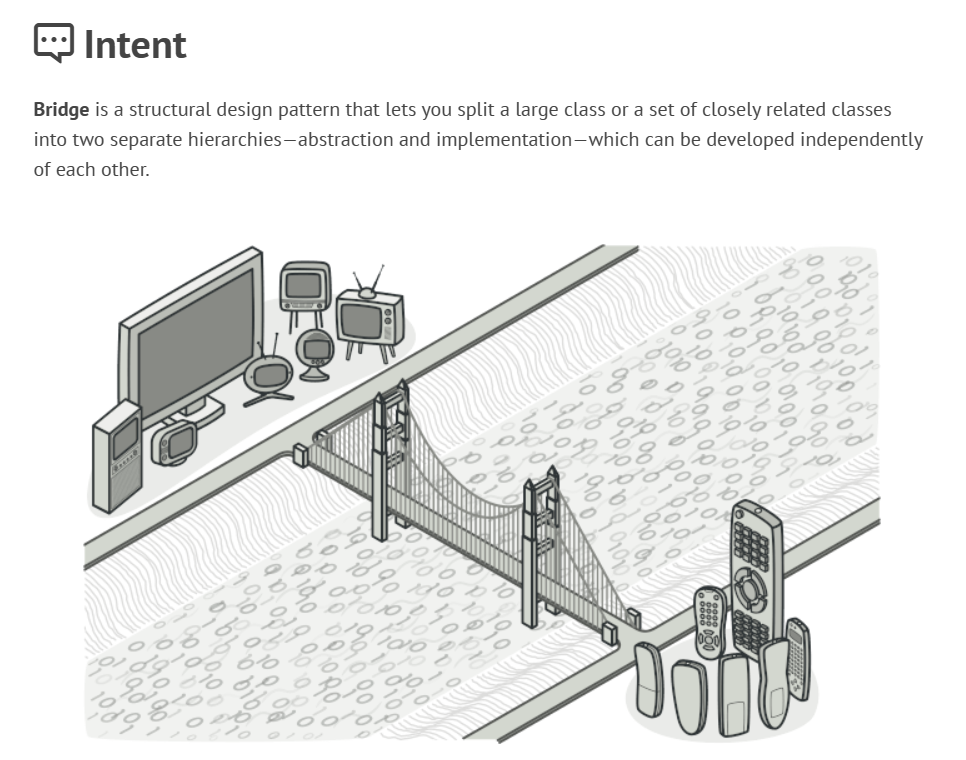 Intent
Bridge is a structural design pattern that lets you split a large class or a set of closely related classes
into two separate hierarchies—abstraction and implementation—which can be developed independently
of each other.